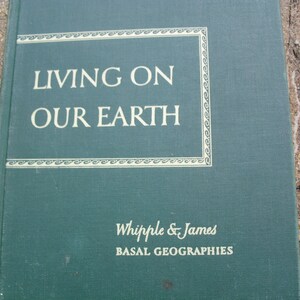 LIVING ON
OUR EARTH
Whipple & James
BASAL GEOGRAPHIES